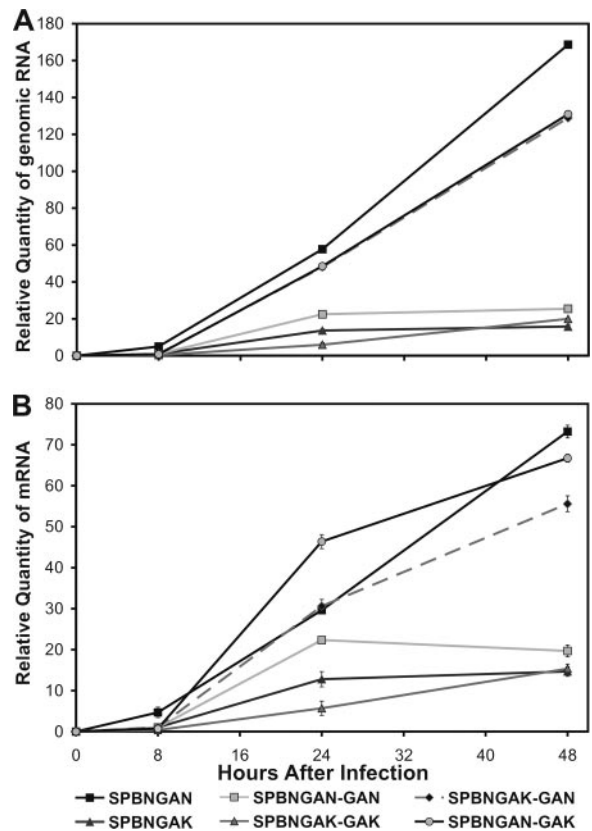 A
Relative Quantity of genomic RNA
180
160
140
120
100
80
60
40
20
0
B
Relative Quantity of mRNA
80
70
60
50
40
30
20
10
0
0 8 16 24 32 40 48
Hours After Infection
SPBNGAN SPBNGAN-GAN SPBNGAK-GAN
SPBNGAK SPBNGAK-GAK SPBNGAN-GAK